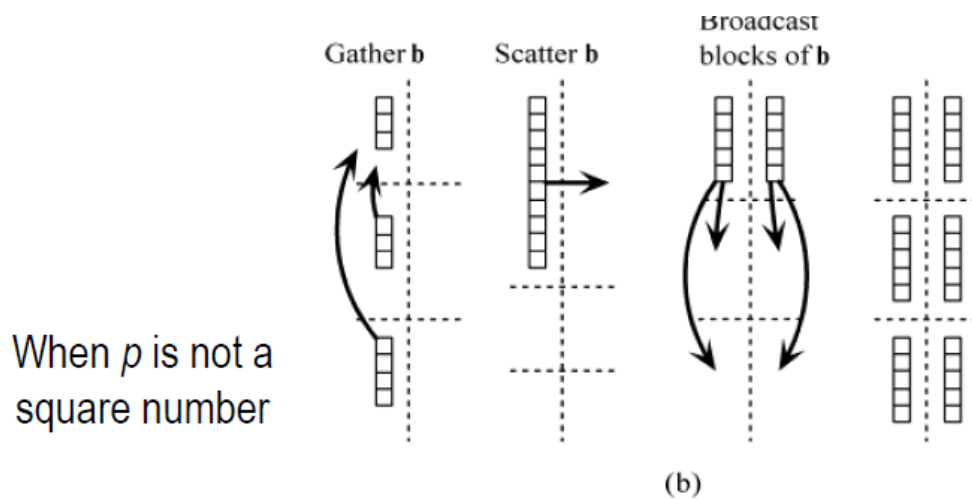 Gather b
Scatter b
Broadcast
blocks of b
When p is not a
square number
(b)